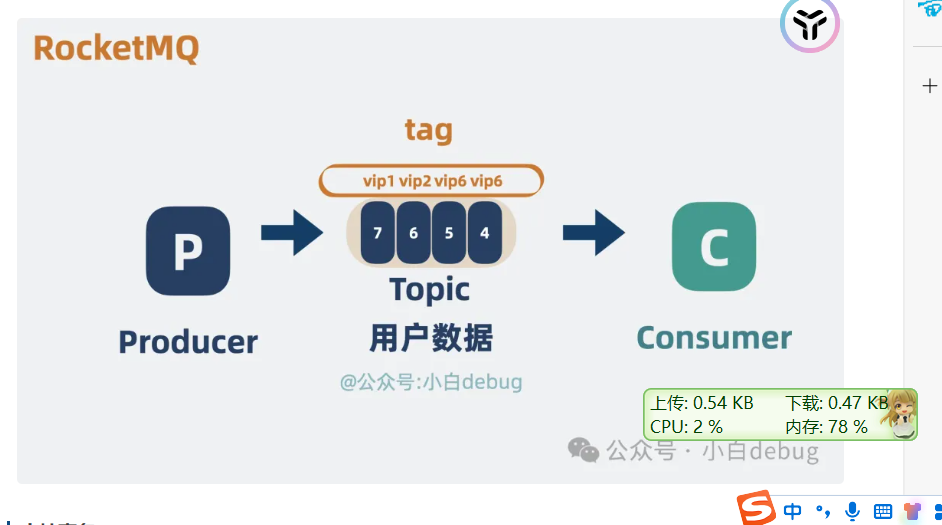 RocketMQ
tag
vip1 vip2 vip6 vip6
7 6 5 4
P
C
Topic
Producer
用户数据
Consumer
@公众号:小白debug
上传: 0.54 KB 下载: 0.47 KB
CPU: 2 % 内存: 78 %
公众号 · 小白debug
S 中